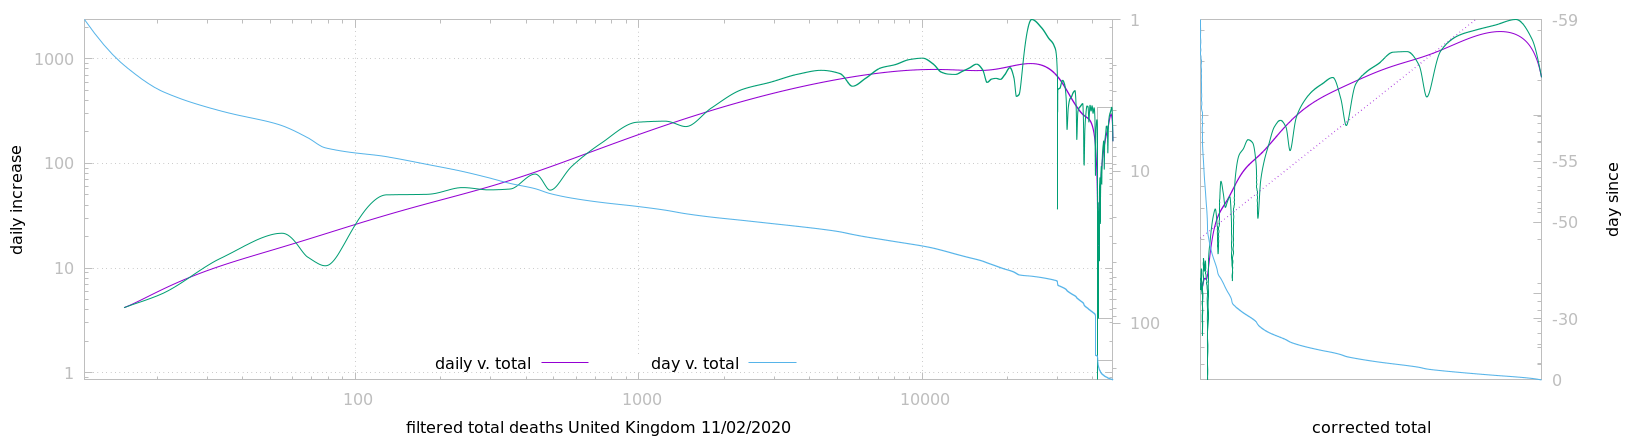 1000
100
10
1
daily increase
daily v. total
day v. total
100
1000
10000
filtered total deaths United Kingdom 11/02/2020
1
10
100
-59
-55
-50
-30
0
day since
corrected total